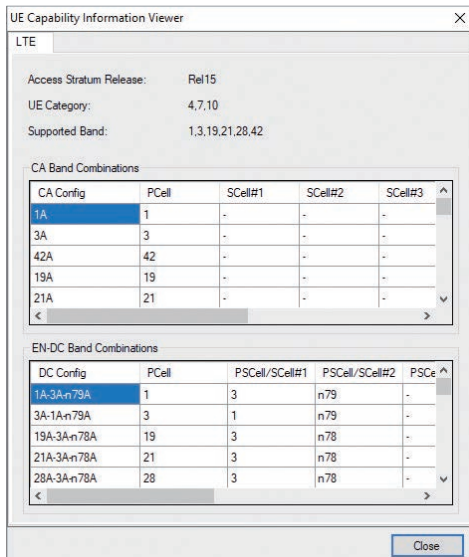 UE Capability Information Viewer
LTE
Access Stratum Release: Rel15
UE Category: 4,7,10
Supported Band: 1,3,19,21,28,42
CA Band Combinations
CA Config PCell SCell#1 SCell#2 SCell#3
1A 1 - - -
3A 3 - - -
42A 42 - - -
19A 19 - - -
21A 21 - - -
EN-DC Band Combinations
DC Config PCell PSCell/SCell#1 PSCell/SCell#2 PSCe
1A-3A-n79A 1 3 n79 -
3A-1A-n79A 3 1 n79 -
19A-3A-n78A 19 3 n78 -
21A-3A-n78A 21 3 n78 -
28A-3A-n78A 28 3 n78 -
Close